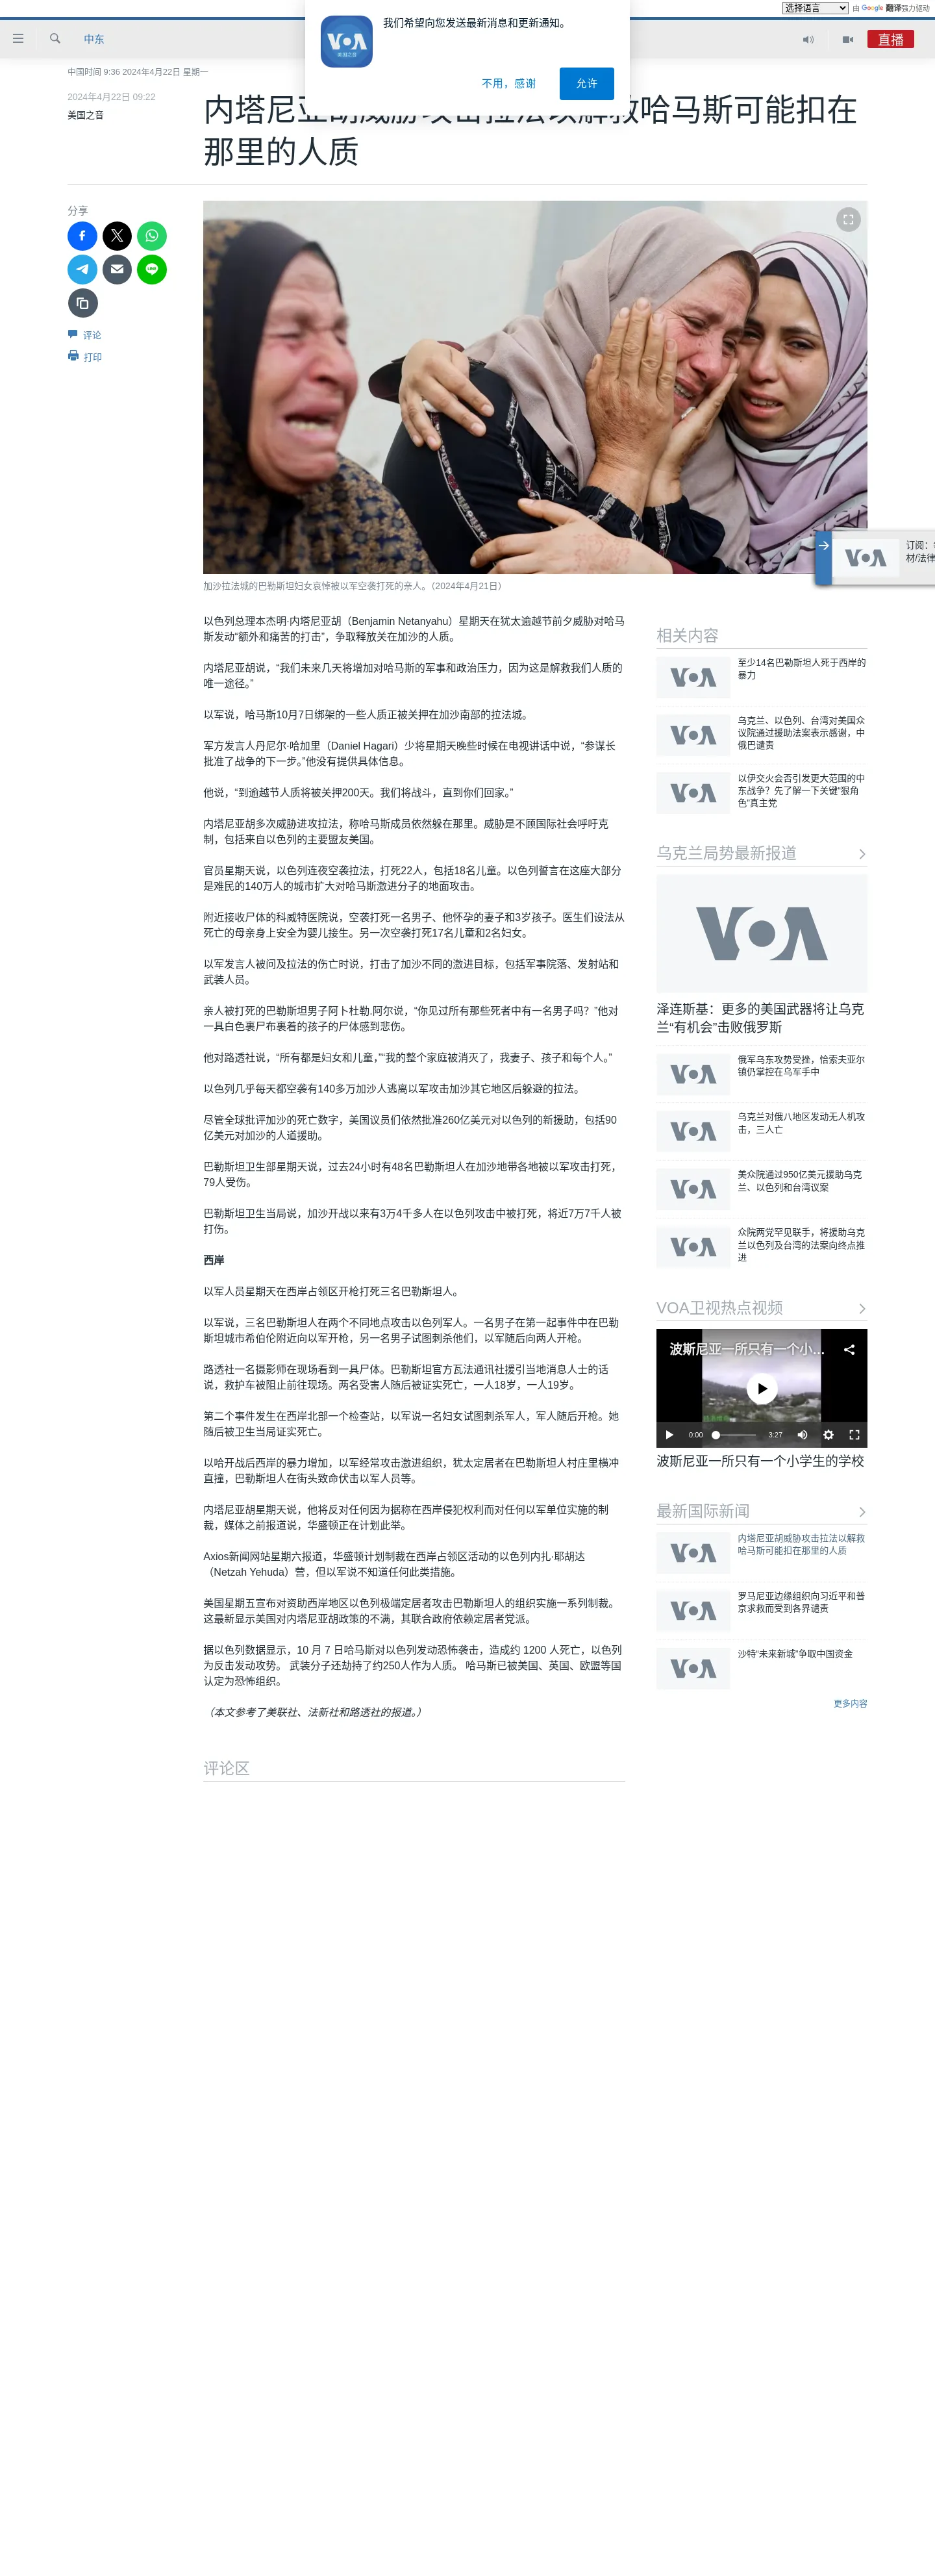 选择语言 由 Google 翻译强力驱动
我们希望向您发送最新消息和更新通知。
VOA
美国之音
不用，感谢 允许
中东
直播
中国时间 9:36 2024年4月22日 星期一
2024年4月22日 09:22
美国之音
内塔尼亚胡威胁攻击拉法以解救哈马斯可能扣在
那里的人质
分享
评论
打印
订阅：
材/法律
加沙拉法城的巴勒斯坦妇女哀悼被以军空袭打死的亲人。（2024年4月21日）
以色列总理本杰明·内塔尼亚胡（Benjamin Netanyahu）星期天在犹太逾越节前夕威胁对哈马
斯发动“额外和痛苦的打击”，争取释放关在加沙的人质。
内塔尼亚胡说，“我们未来几天将增加对哈马斯的军事和政治压力，因为这是解救我们人质的
唯一途径。”
以军说，哈马斯10月7日绑架的一些人质正被关押在加沙南部的拉法城。
军方发言人丹尼尔·哈加里（Daniel Hagari）少将星期天晚些时候在电视讲话中说，“参谋长
批准了战争的下一步。”他没有提供具体信息。
他说，“到逾越节人质将被关押200天。我们将战斗，直到你们回家。”
内塔尼亚胡多次威胁进攻拉法，称哈马斯成员依然躲在那里。威胁是不顾国际社会呼吁克
制，包括来自以色列的主要盟友美国。
官员星期天说，以色列连夜空袭拉法，打死22人，包括18名儿童。以色列誓言在这座大部分
是难民的140万人的城市扩大对哈马斯激进分子的地面攻击。
附近接收尸体的科威特医院说，空袭打死一名男子、他怀孕的妻子和3岁孩子。医生们设法从
死亡的母亲身上安全为婴儿接生。另一次空袭打死17名儿童和2名妇女。
以军发言人被问及拉法的伤亡时说，打击了加沙不同的激进目标，包括军事院落、发射站和
武装人员。
亲人被打死的巴勒斯坦男子阿卜杜勒.阿尔说，“你见过所有那些死者中有一名男子吗？”他对
一具白色裹尸布裹着的孩子的尸体感到悲伤。
他对路透社说，“所有都是妇女和儿童，”“我的整个家庭被消灭了，我妻子、孩子和每个人。”
以色列几乎每天都空袭有140多万加沙人逃离以军攻击加沙其它地区后躲避的拉法。
尽管全球批评加沙的死亡数字，美国议员们依然批准260亿美元对以色列的新援助，包括90
亿美元对加沙的人道援助。
巴勒斯坦卫生部星期天说，过去24小时有48名巴勒斯坦人在加沙地带各地被以军攻击打死，
79人受伤。
巴勒斯坦卫生当局说，加沙开战以来有3万4千多人在以色列攻击中被打死，将近7万7千人被
打伤。
西岸
以军人员星期天在西岸占领区开枪打死三名巴勒斯坦人。
以军说，三名巴勒斯坦人在两个不同地点攻击以色列军人。一名男子在第一起事件中在巴勒
斯坦城市希伯伦附近向以军开枪，另一名男子试图刺杀他们，以军随后向两人开枪。
路透社一名摄影师在现场看到一具尸体。巴勒斯坦官方瓦法通讯社援引当地消息人士的话
说，救护车被阻止前往现场。两名受害人随后被证实死亡，一人18岁，一人19岁。
第二个事件发生在西岸北部一个检查站，以军说一名妇女试图刺杀军人，军人随后开枪。她
随后被卫生当局证实死亡。
以哈开战后西岸的暴力增加，以军经常攻击激进组织，犹太定居者在巴勒斯坦人村庄里横冲
直撞，巴勒斯坦人在街头致命伏击以军人员等。
内塔尼亚胡星期天说，他将反对任何因为据称在西岸侵犯权利而对任何以军单位实施的制
裁，媒体之前报道说，华盛顿正在计划此举。
Axios新闻网站星期六报道，华盛顿计划制裁在西岸占领区活动的以色列内扎·耶胡达
（Netzah Yehuda）营，但以军说不知道任何此类措施。
美国星期五宣布对资助西岸地区以色列极端定居者攻击巴勒斯坦人的组织实施一系列制裁。
这最新显示美国对内塔尼亚胡政策的不满，其联合政府依赖定居者党派。
据以色列数据显示，10 月 7 日哈马斯对以色列发动恐怖袭击，造成约 1200 人死亡，以色列
为反击发动攻势。 武装分子还劫持了约250人作为人质。 哈马斯已被美国、英国、欧盟等国
认定为恐怖组织。
（本文参考了美联社、法新社和路透社的报道。）
评论区
相关内容
至少14名巴勒斯坦人死于西岸的
暴力
乌克兰、以色列、台湾对美国众
议院通过援助法案表示感谢，中
俄巴谴责
以伊交火会否引发更大范围的中
东战争？先了解一下关键“狠角
色”真主党
乌克兰局势最新报道
VOA
泽连斯基：更多的美国武器将让乌克
兰“有机会”击败俄罗斯
俄军乌东攻势受挫，恰索夫亚尔
镇仍掌控在乌军手中
乌克兰对俄八地区发动无人机攻
击，三人亡
美众院通过950亿美元援助乌克
兰、以色列和台湾议案
众院两党罕见联手，将援助乌克
兰以色列及台湾的法案向终点推
进
VOA卫视热点视频
波斯尼亚一所只有一个小…
0:00 3:27
波斯尼亚一所只有一个小学生的学校
最新国际新闻
内塔尼亚胡威胁攻击拉法以解救
哈马斯可能扣在那里的人质
罗马尼亚边缘组织向习近平和普
京求救而受到各界谴责
沙特“未来新城”争取中国资金
更多内容